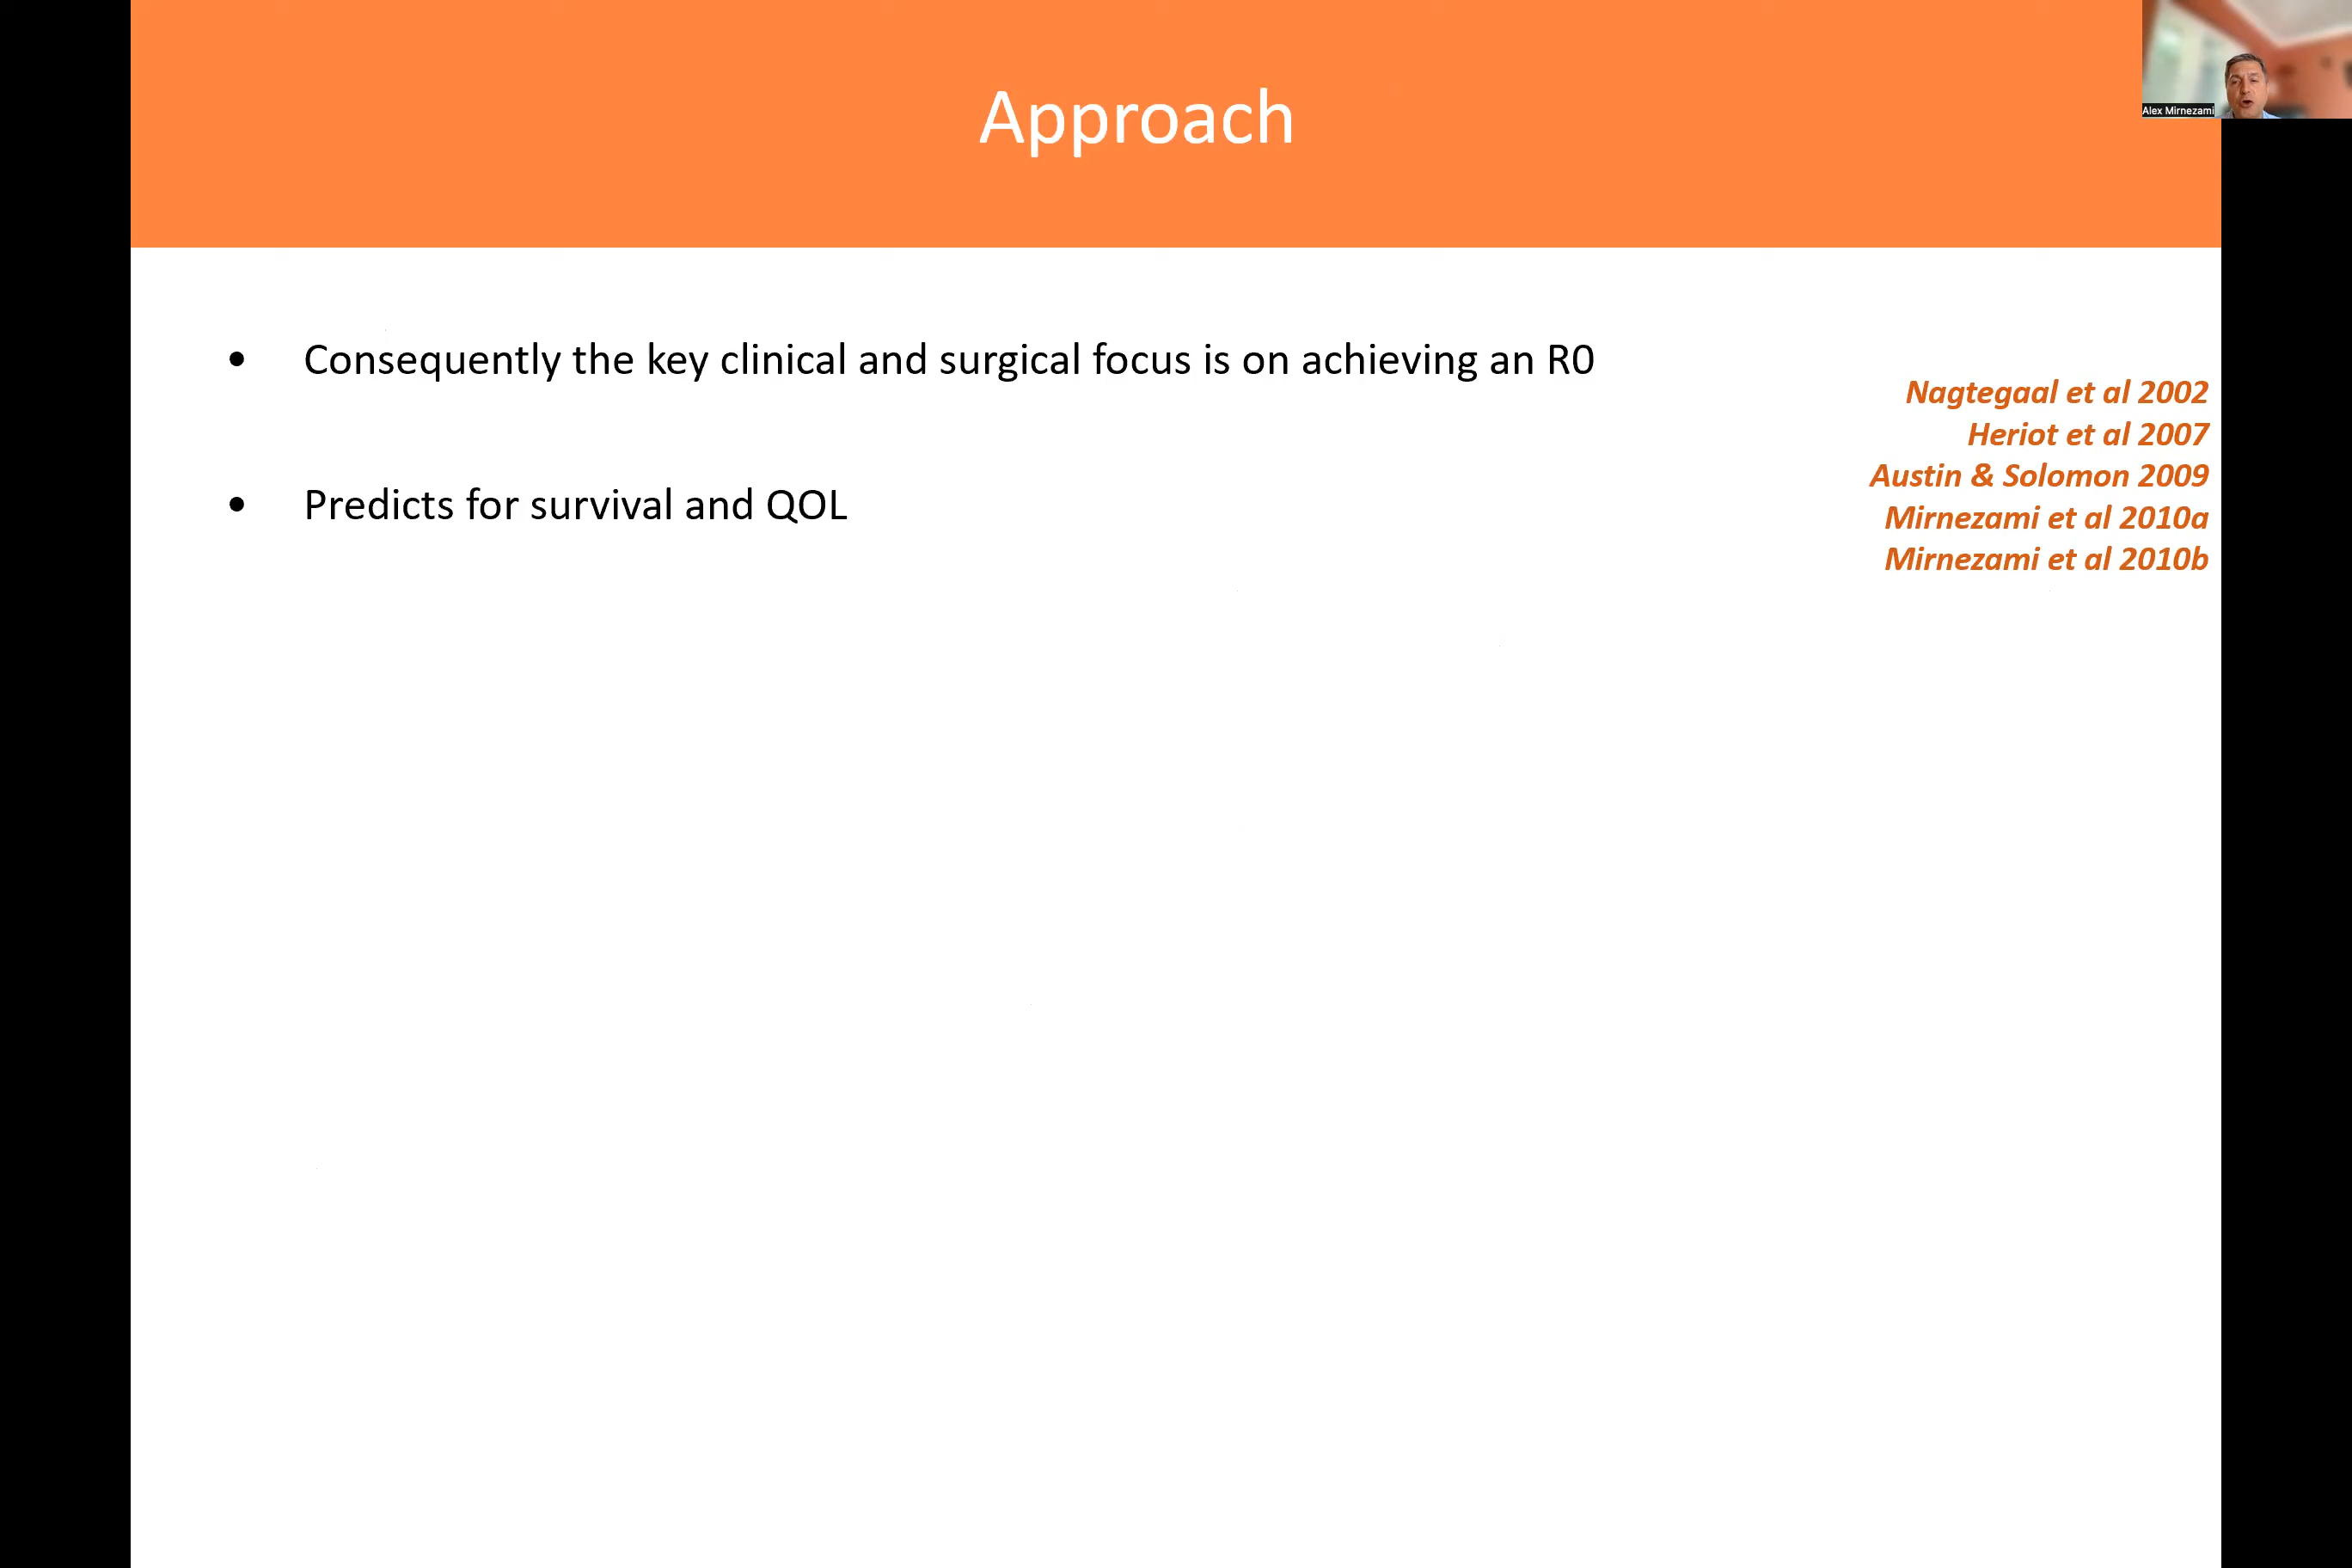 Approach
Alex Mirnezami
• Consequently the key clinical and surgical focus is on achieving an R0
• Predicts for survival and QOL
Nagtegaal et al 2002
Heriot et al 2007
Austin & Solomon 2009
Mirnezami et al 2010a
Mirnezami et al 2010b